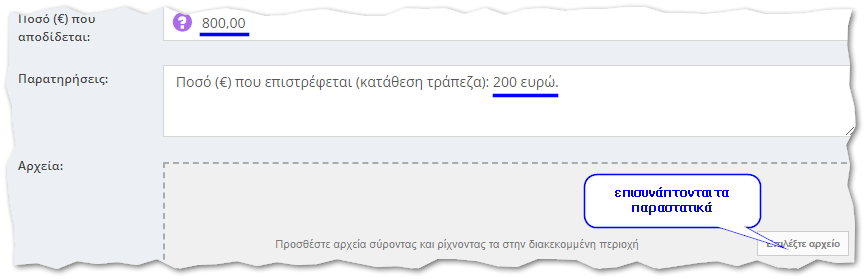 Ποσό (€) που
αποδίδεται:
? 800,00
Παρατηρήσεις:
Ποσό (€) που επιστρέφεται (κατάθεση τράπεζα): 200 ευρώ.
Αρχεία:
επισυνάπτονται τα
παραστατικά
Προσθέστε αρχεία σύροντας και ρίχνοντας τα στην διακεκομμένη περιοχή
Επιλέξτε αρχείο